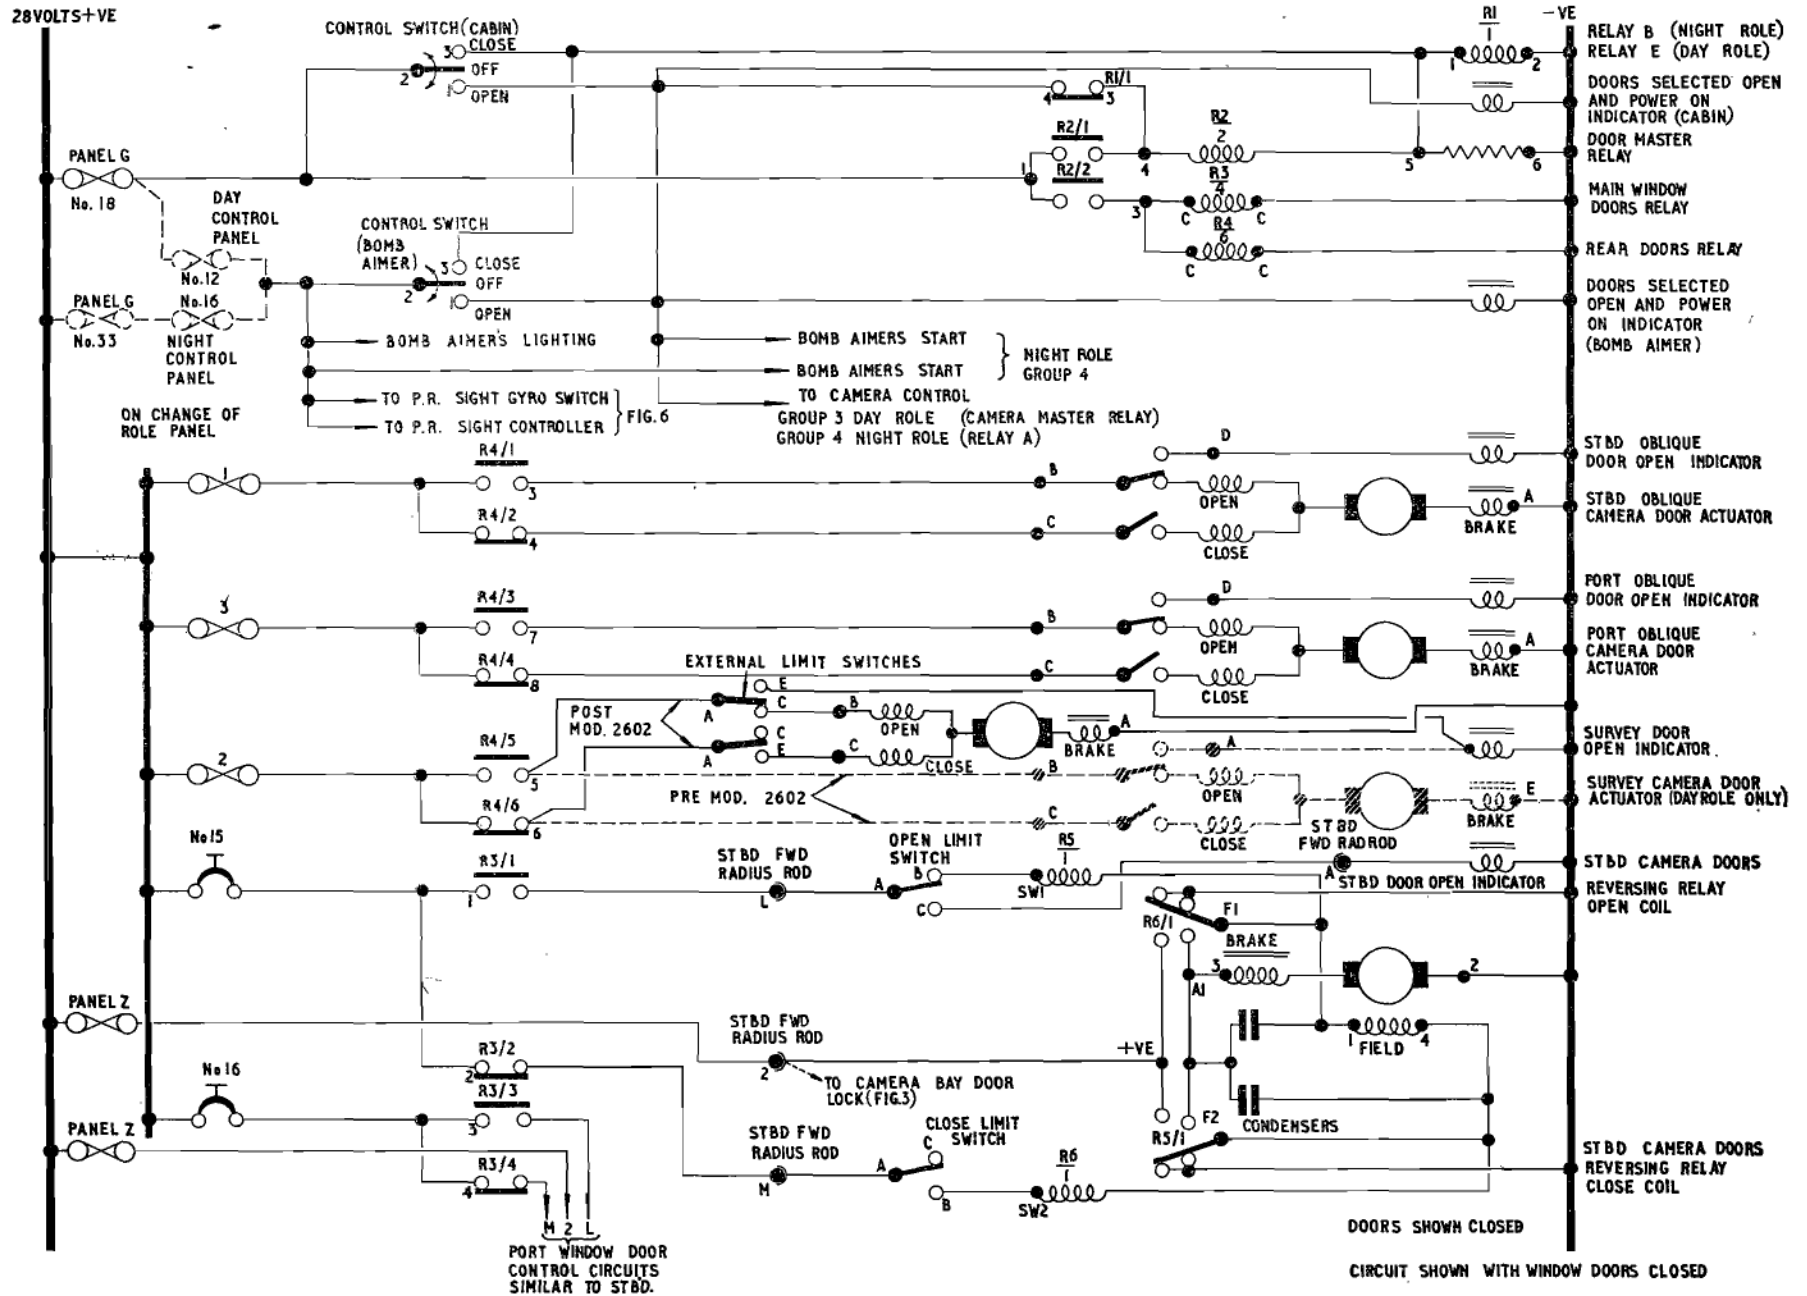 28VOLTS+VE
CONTROL SWITCH(CABIN)
3 CLOSE
2 OFF
1 OPEN
R1
1
1 2
-VE
RELAY B (NIGHT ROLE)
RELAY E (DAY ROLE)
DOORS SELECTED OPEN
AND POWER ON
INDICATOR (CABIN)
R1/1
4 3
R2/1
R2/2
1
4
3
R2
2
5 6
DOOR MASTER
RELAY
R3
4
C C
MAIN WINDOW
DOORS RELAY
R4
6
C C
REAR DOORS RELAY
PANEL G
No. 18
DAY
CONTROL
PANEL
No.12
PANEL G
No.33
No.16
NIGHT
CONTROL
PANEL
CONTROL SWITCH
(BOMB
AIMER)
3 CLOSE
2 OFF
1 OPEN
DOORS SELECTED
OPEN AND POWER
ON INDICATOR
(BOMB AIMER)
BOMB AIMER'S LIGHTING
BOMB AIMERS START
BOMB AIMERS START
NIGHT ROLE
GROUP 4
TO P.R. SIGHT GYRO SWITCH
TO P.R. SIGHT CONTROLLER
FIG.6
TO CAMERA CONTROL
GROUP 3 DAY ROLE (CAMERA MASTER RELAY)
GROUP 4 NIGHT ROLE (RELAY A)
ON CHANGE OF
ROLE PANEL
1
R4/1
3
R4/2
4
B
C
D
OPEN
CLOSE
BRAKE
A
STBD OBLIQUE
DOOR OPEN INDICATOR
STBD OBLIQUE
CAMERA DOOR ACTUATOR
3
R4/3
7
R4/4
8
B
C
D
OPEN
CLOSE
BRAKE
A
PORT OBLIQUE
DOOR OPEN INDICATOR
PORT OBLIQUE
CAMERA DOOR
ACTUATOR
EXTERNAL LIMIT SWITCHES
POST
MOD. 2602
A
E
C
B
OPEN
A
C
E
C
CLOSE
BRAKE
A
2
R4/5
5
R4/6
6
PRE MOD. 2602
B
C
A
OPEN
CLOSE
BRAKE
E
SURVEY DOOR
OPEN INDICATOR.
SURVEY CAMERA DOOR
ACTUATOR (DAY ROLE ONLY)
No15
R3/1
1
STBD FWD
RADIUS ROD
L
OPEN LIMIT
SWITCH
A
B
C
R5
1
SW1
STBD
FWD RADROD
A
STBD DOOR OPEN INDICATOR
STBD CAMERA DOORS
REVERSING RELAY
OPEN COIL
R6/1
F1
BRAKE
3
A1
2
PANEL Z
STBD FWD
RADIUS ROD
2
+VE
TO CAMERA BAY DOOR
LOCK(FIG.3)
1 4
FIELD
R3/2
2
No16
R3/3
3
PANEL Z
R3/4
4
STBD FWD
RADIUS ROD
M
CLOSE LIMIT
SWITCH
A
C
B
R6
1
SW2
R5/1
F2
CONDENSERS
STBD CAMERA DOORS
REVERSING RELAY
CLOSE COIL
M 2 L
PORT WINDOW DOOR
CONTROL CIRCUITS
SIMILAR TO STBD.
DOORS SHOWN CLOSED
CIRCUIT SHOWN WITH WINDOW DOORS CLOSED